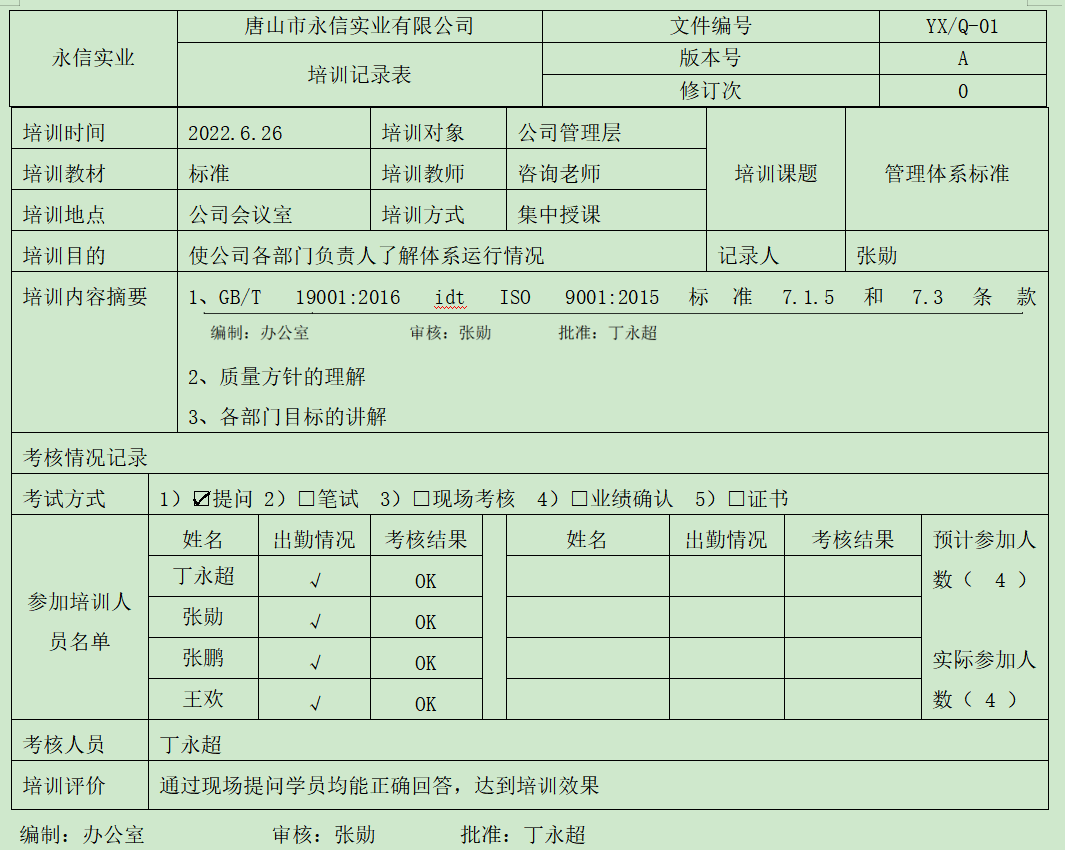 永信实业 唐山市永信实业有限公司 文件编号 YX/Q-01
培训记录表 版本号 A
修订次 0
培训时间 2022.6.26 培训对象 公司管理层 培训课题 管理体系标准
培训教材 标准 培训教师 咨询老师
培训地点 公司会议室 培训方式 集中授课
培训目的 使公司各部门负责人了解体系运行情况 记录人 张勋
培训内容摘要 1、GB/T 19001:2016 idt ISO 9001:2015 标 准 7.1.5 和 7.3 条 款
编制：办公室 审核：张勋 批准：丁永超
2、质量方针的理解
3、各部门目标的讲解
考核情况记录
考试方式 1）☑提问 2）□笔试 3）□现场考核 4）□业绩确认 5）□证书
参加培训人
员名单
姓名 出勤情况 考核结果 姓名 出勤情况 考核结果
丁永超 √ OK
张勋 √ OK
张鹏 √ OK
王欢 √ OK
预计参加人
数（ 4 ）
实际参加人
数（ 4 ）
考核人员 丁永超
培训评价 通过现场提问学员均能正确回答，达到培训效果
编制：办公室 审核：张勋 批准：丁永超